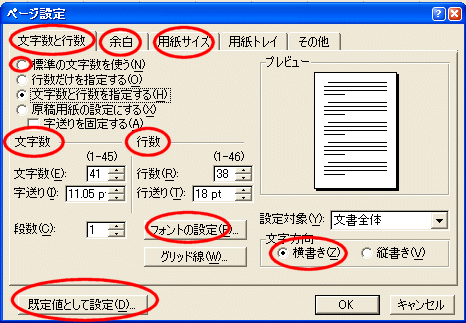 ページ設定
文字数と行数 余白 用紙サイズ 用紙トレイ その他
標準の文字数を使う(N)
行数だけを指定する(O)
文字数と行数を指定する(H)
原稿用紙の設定にする(X)
字送りを固定する(A)
文字数 行数
(1-45) (1-46)
文字数(E): 41 行数(R): 38
字送り(I): 11.05 p 行送り(T): 18 pt
段数(C): 1 フォントの設定(F)...
グリッド線(W)...
プレビュー
設定対象(Y): 文書全体
文字方向
横書き(Z) 縦書き(V)
既定値として設定(D)... OK キャンセル